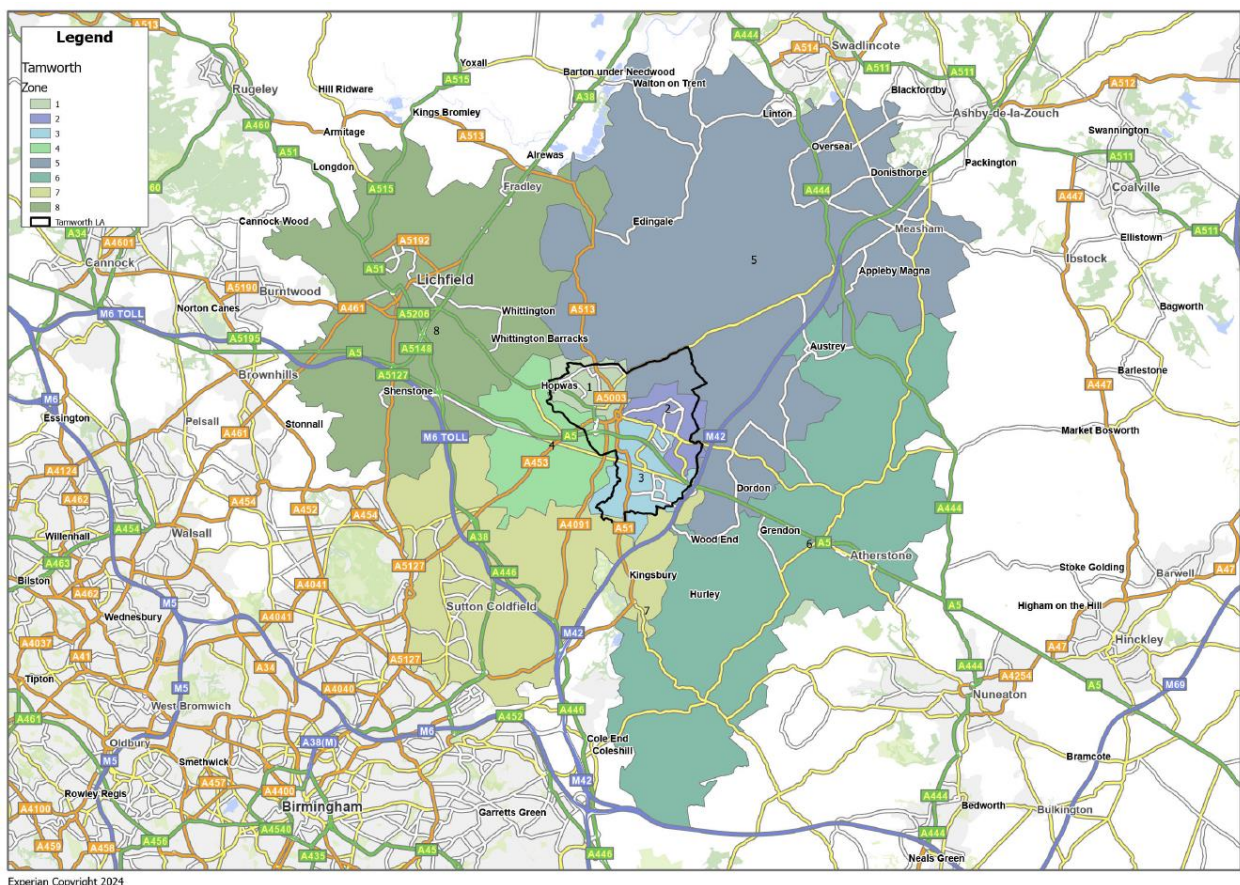 Legend
Tamworth
Zone
1
2
3
4
5
6
7
8
Tamworth LA
A513
A444
A514
Swadlincote
A511
A511
A512
Yoxall
A515
Barton under Needwood
Walton on Trent
Blackfordby
Ashby-de-la-Zouch
Rugeley
Hill Ridware
Kings Bromley
A38
Linton
Swannington
A460
Armitage
A513
Overseal
A511
A51
Alrewas
Packington
Coalville
Longdon
Donisthorpe
60
A515
Fradley
A444
A447
Cannock Wood
Edingale
Measham
Ellistown
A511
A34
A4601
A5192
Ibstock
Cannock
A51
5
Appleby Magna
A5190
Lichfield
Burntwood
Bagworth
Norton Canes
A461
A5206
Whittington
A513
M6 TOLL
8
A5195
A5148
Whittington Barracks
Austrey
A5
A5127
Barlestone
Brownhills
Shenstone
Hopwas
1
A5003
A447
M6
2
Essington
Pelsall
Stonnall
M6 TOLL
A5
M42
Market Bosworth
A461
4
A453
A4124
3
Dordon
A462
A454
A452
A444
Willenhall
A454
A454
A4091
A51
Grendon
Walsall
A38
Wood End
6
A5
Atherstone
A463
A5127
Stoke Golding
Barwell
A47
Bilston
A446
Kingsbury
A462
A4041
Hurley
Higham on the Hill
M5
Sutton Coldfield
Wednesbury
A4041
7
A5
Hinckley
A4037
M42
A47
A41
A34
A5127
A444
Tipton
A4040
A4254
M5
Nuneaton
A5
M69
West Bromwich
M6
A452
A446
A461
A38(M)
Cole End
Oldbury
Coleshill
M5
Smethwick
M42
Bramcote
A457
Rowley Regis
A4400
A444
A4100
Birmingham
Garretts Green
Bedworth
Bulkington
A4540
A444
A459
A458
A456
A435
A45
A446
Neals Green
Experian Copyright 2024